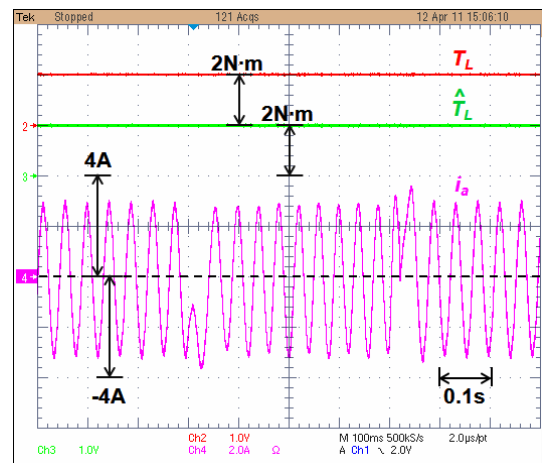 Tek Stopped 121 Acqs 12 Apr 11 15:06:10
T_L
2N·m
T̂_L
2N·m
2
4A
3
i_a
4
-4A
0.1s
Ch2 1.0V M 100ms 500kS/s 2.0µs/pt
Ch3 1.0V Ch4 2.0A Ω A Ch1 ∖ 2.0V